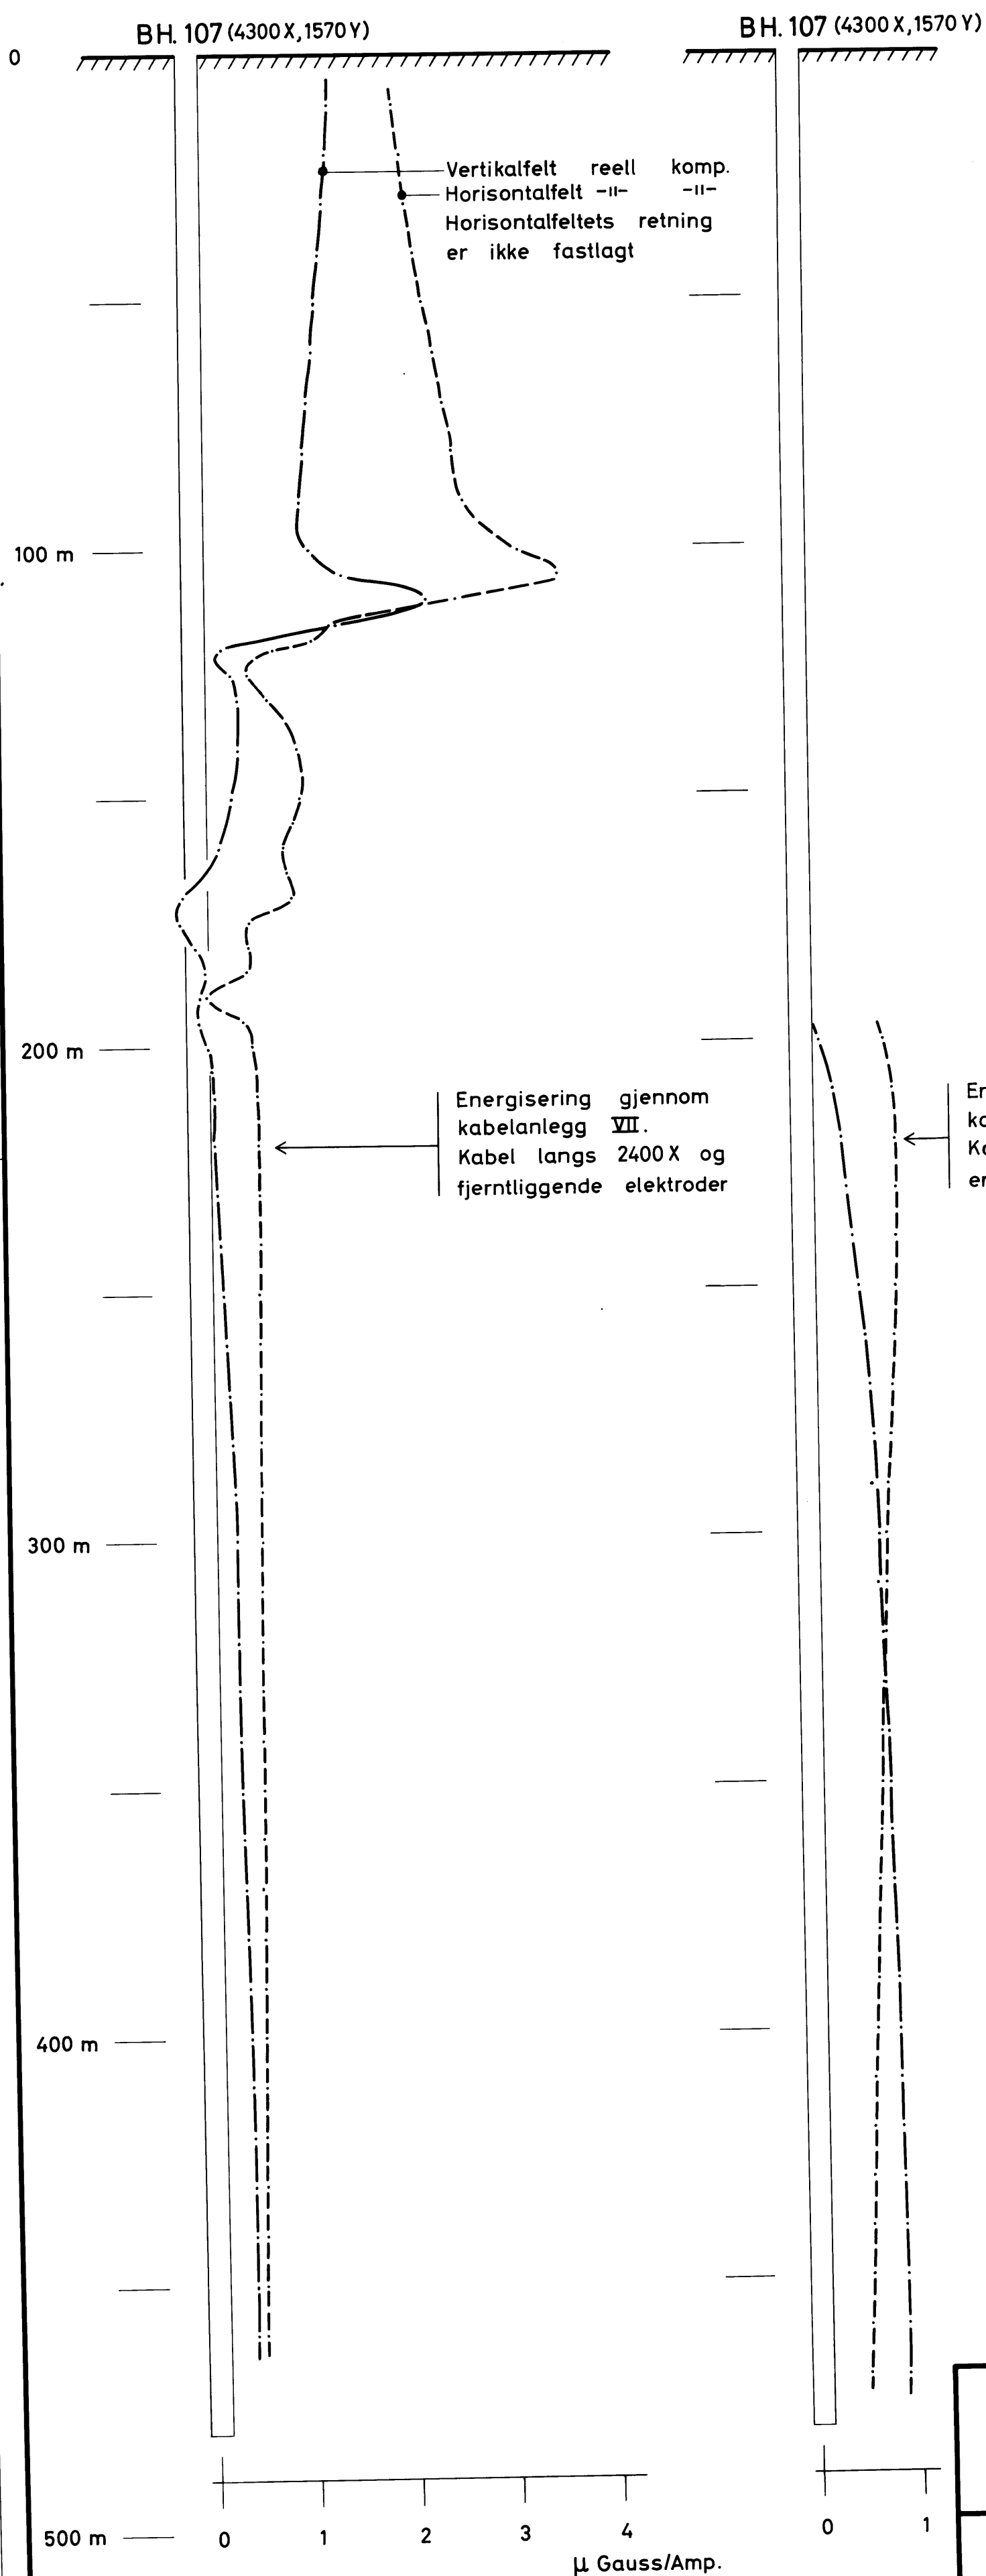 BH. 107 (4300 X, 1570 Y)
BH. 107 (4300 X, 1570 Y)
0
Vertikalfelt reell komp.
Horisontalfelt -"- -"-
Horisontalfeltets retning
er ikke fastlagt
100 m
200 m
Energisering gjennom
kabelanlegg VII.
Kabel langs 2400 X og
fjerntliggende elektroder
300 m
400 m
500 m
0 1 2 3 4
0 1
μ Gauss/Amp.